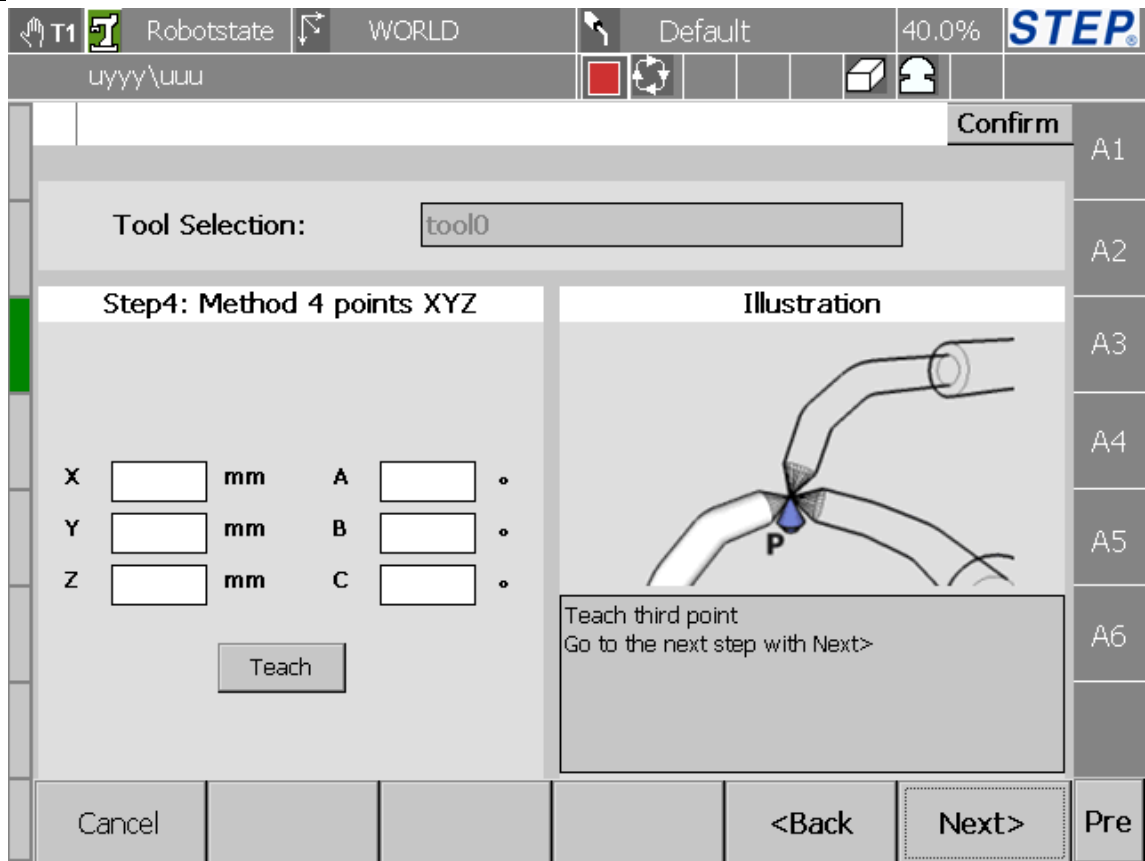 T1 Robotstate WORLD Default 40.0% STEP®
uyyy\uuu
Confirm
A1
Tool Selection: tool0
A2
Step4: Method 4 points XYZ
Illustration
A3
A4
X mm A °
Y mm B °
Z mm C °
P
A5
Teach third point
Go to the next step with Next>
A6
Teach
Cancel <Back Next> Pre